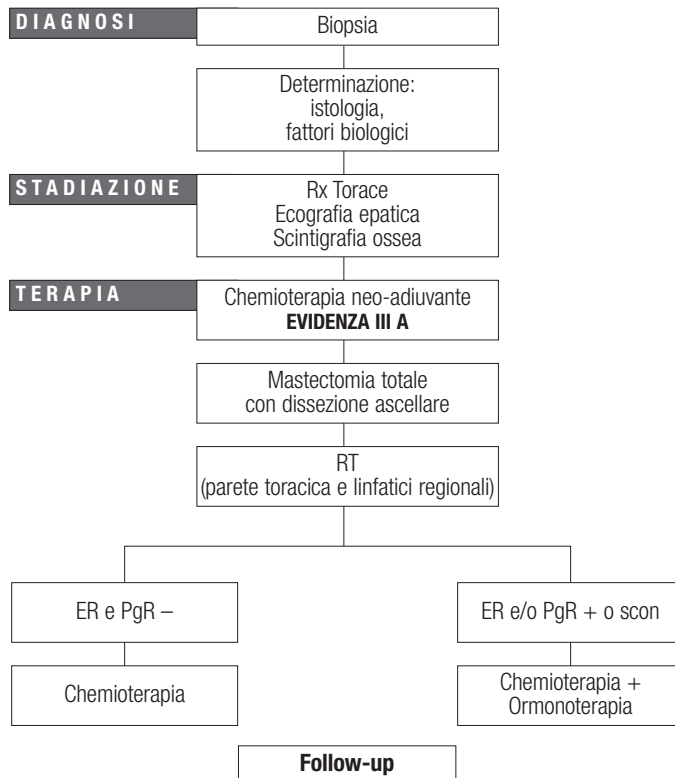 DIAGNOSI
Biopsia
Determinazione:
istologia,
fattori biologici
STADIAZIONE
Rx Torace
Ecografia epatica
Scintigrafia ossea
TERAPIA
Chemioterapia neo-adiuvante
EVIDENZA III A
Mastectomia totale
con dissezione ascellare
RT
(parete toracica e linfatici regionali)
ER e PgR –
ER e/o PgR + o scon
Chemioterapia
Chemioterapia +
Ormonoterapia
Follow-up